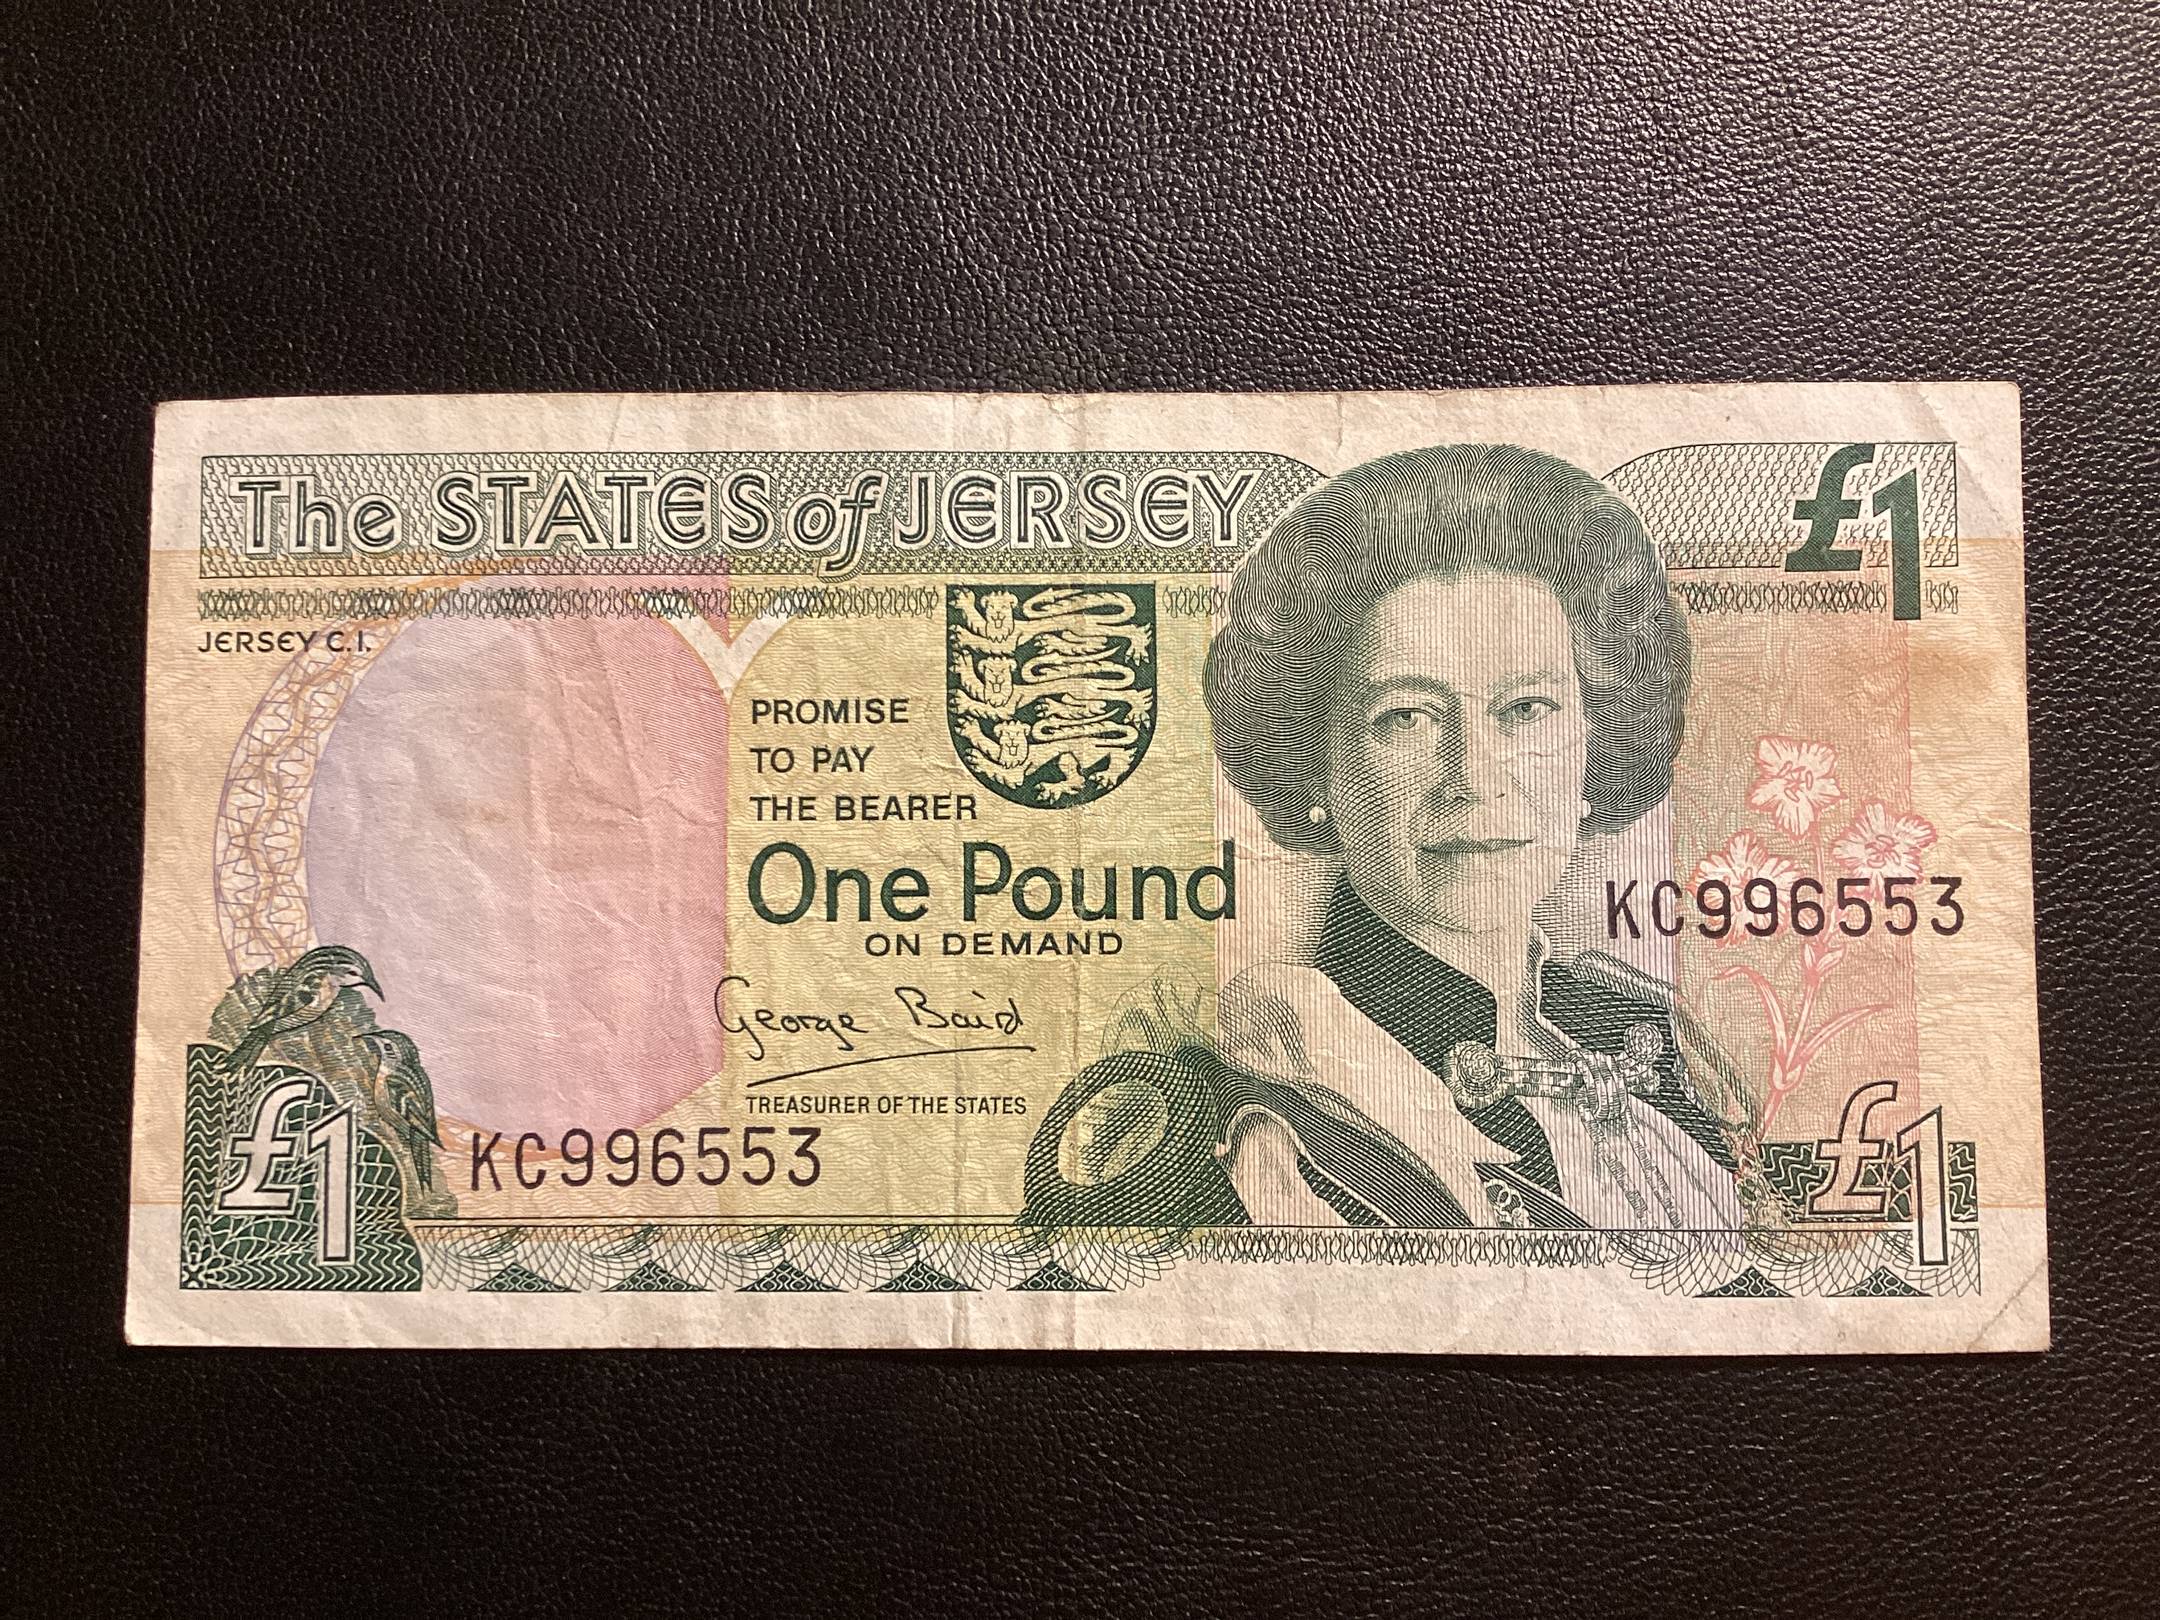 The STATES of JERSEY
£1
JERSEY C.I.
PROMISE
TO PAY
THE BEARER
One Pound
ON DEMAND
KC996553
George Baird
TREASURER OF THE STATES
KC996553
£1
£1